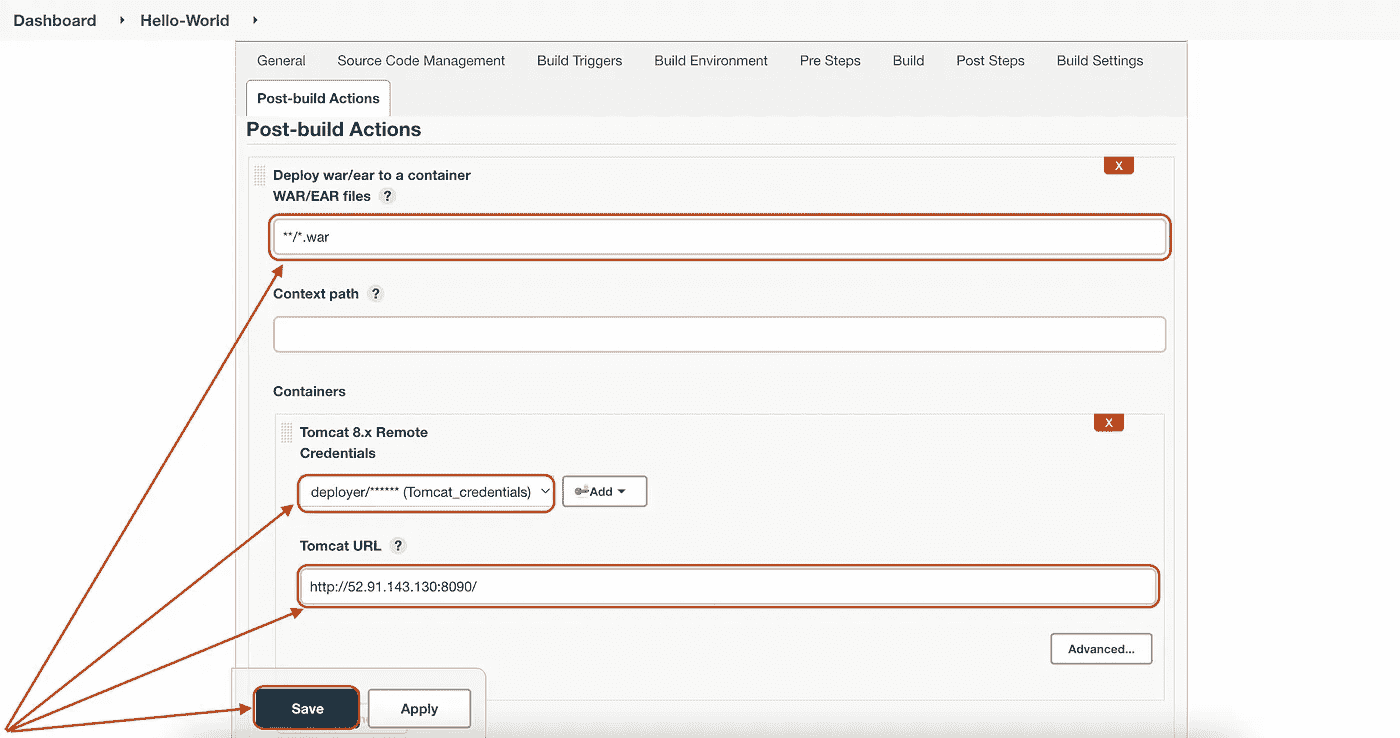 Dashboard Hello-World
General Source Code Management Build Triggers Build Environment Pre Steps Build Post Steps Build Settings
Post-build Actions
Post-build Actions
Deploy war/ear to a container
X
WAR/EAR files ?
**/*.war
Context path ?
Containers
Tomcat 8.x Remote
X
Credentials
deployer/****** (Tomcat_credentials) Add
Tomcat URL ?
http://52.91.143.130:8090/
Advanced...
Save Apply